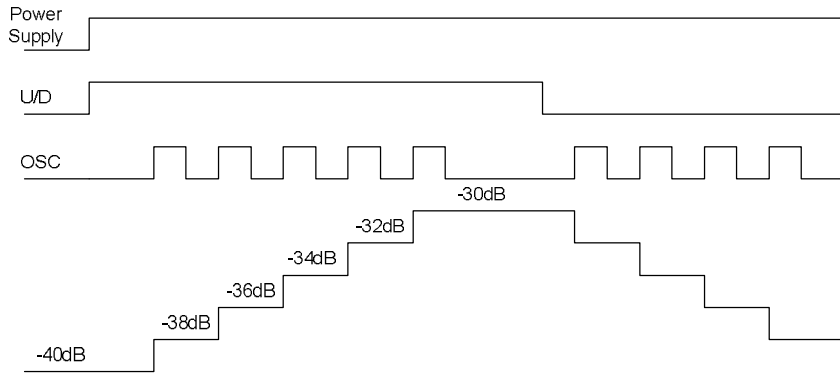 Power
Supply
U/D
OSC
-30dB
-32dB
-34dB
-36dB
-38dB
-40dB